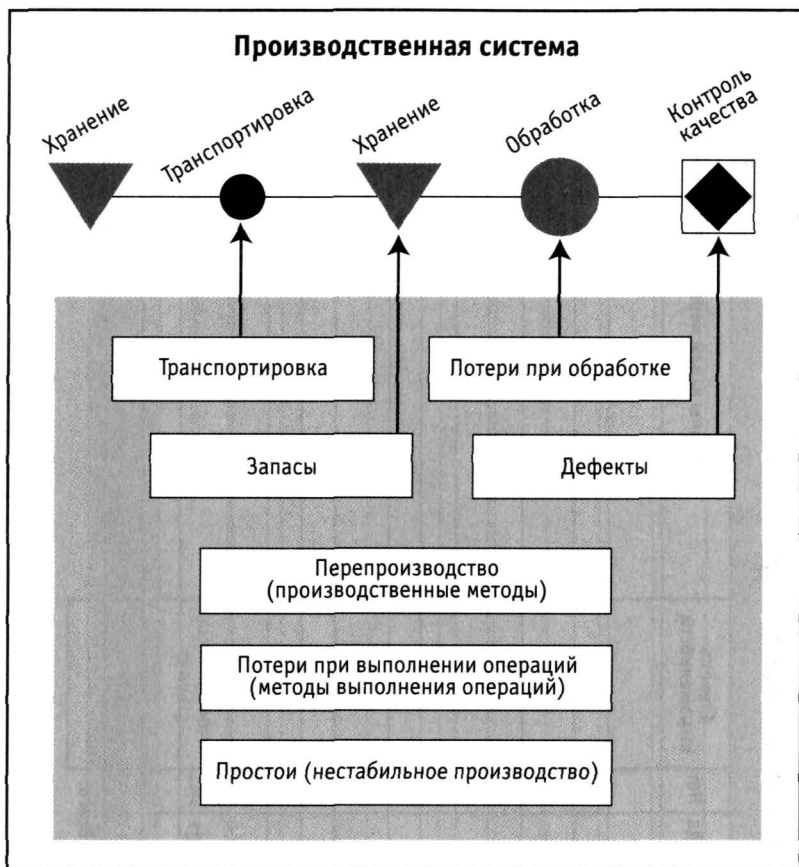 Производственная система
Хранение
Транспортировка
Хранение
Обработка
Контроль
качества
Транспортировка
Потери при обработке
Запасы
Дефекты
Перепроизводство
(производственные методы)
Потери при выполнении операций
(методы выполнения операций)
Простои (нестабильное производство)